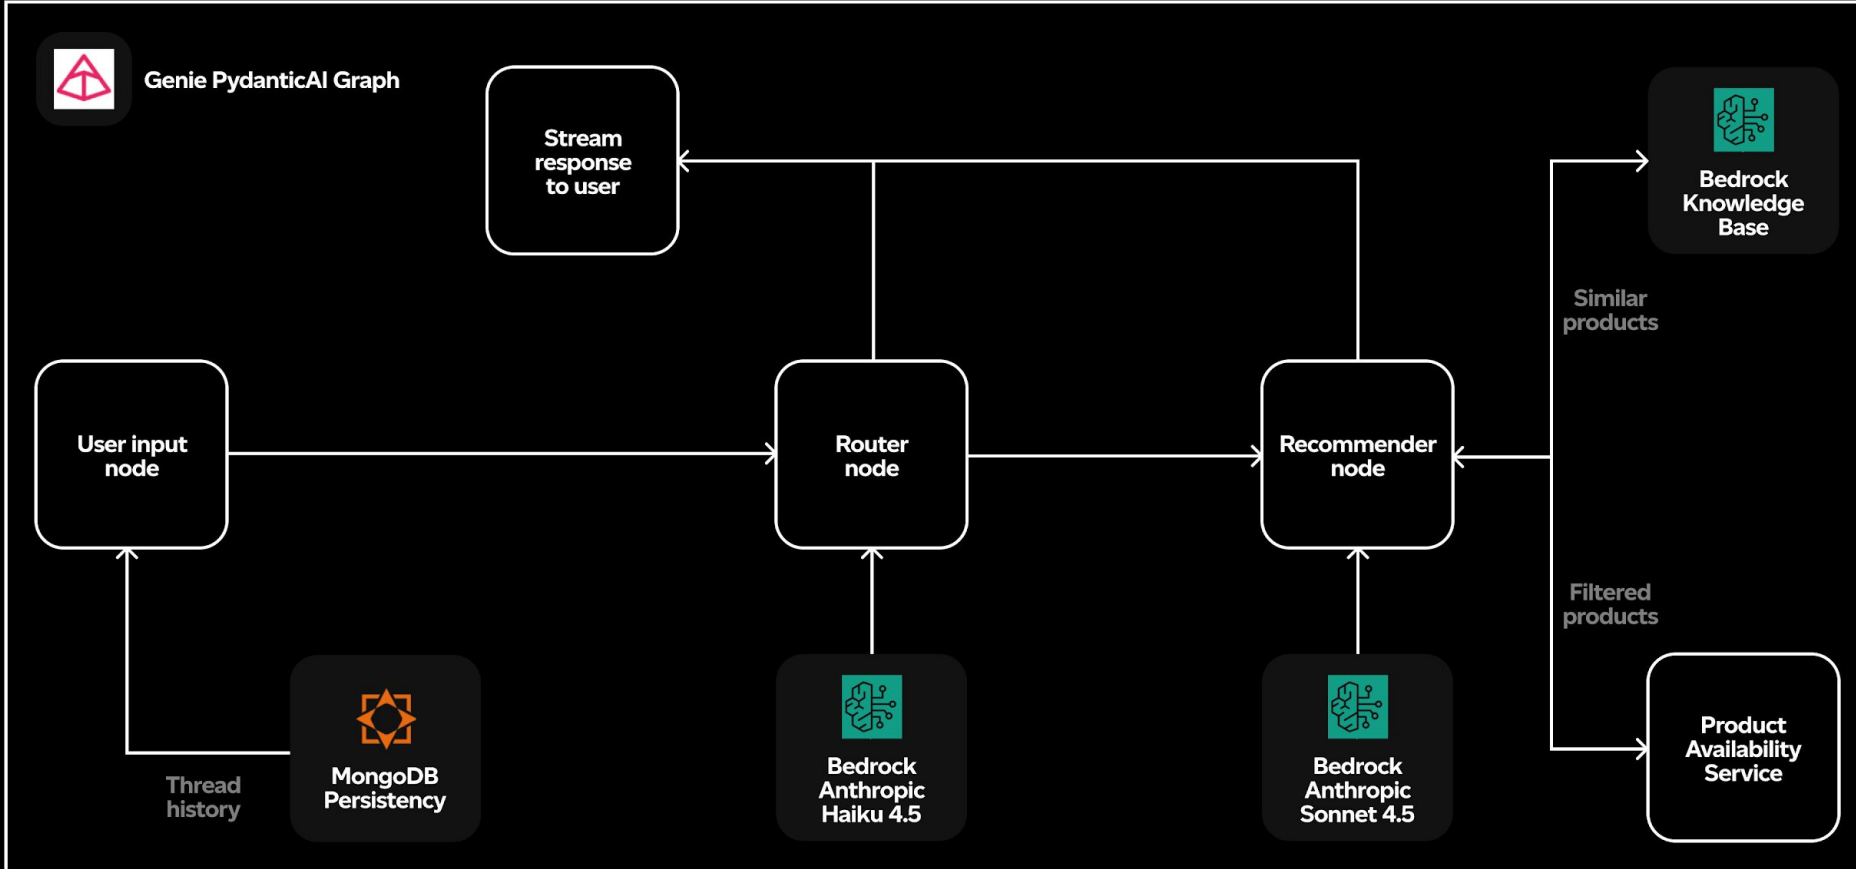 Genie PydanticAI Graph
Stream
response
to user
Bedrock
Knowledge
Base
Similar
products
User input
node
Router
node
Recommender
node
Filtered
products
Thread
history
MongoDB
Persistency
Bedrock
Anthropic
Haiku 4.5
Bedrock
Anthropic
Sonnet 4.5
Product
Availability
Service